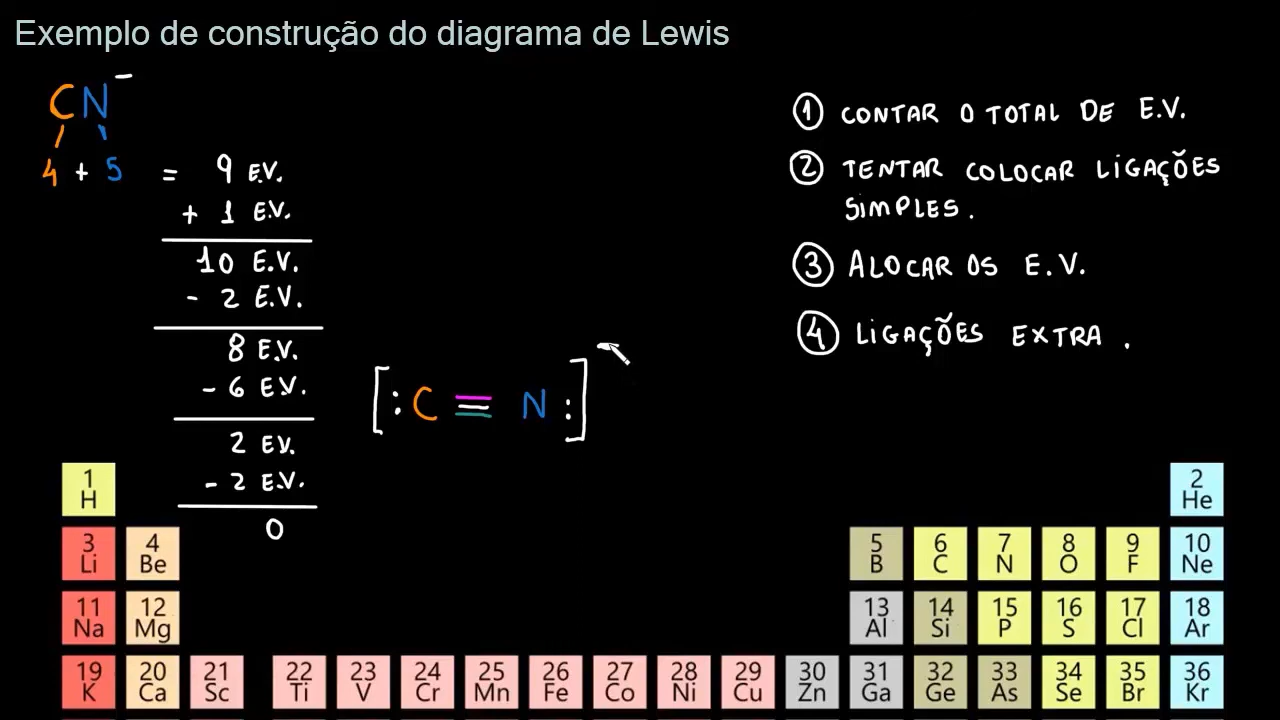 Exemplo de construção do diagrama de Lewis
CN⁻
4 + 5 = 9 E.V.
+ 1 E.V.
10 E.V.
- 2 E.V.
8 E.V.
- 6 E.V.
2 E.V.
- 2 E.V.
0
[:C≡N:]⁻
① CONTAR O TOTAL DE E.V.
② TENTAR COLOCAR LIGAÇÕES
SIMPLES.
③ ALOCAR OS E.V.
④ LIGAÇÕES EXTRA.
1 2
H He
3 4 5 6 7 8 9 10
Li Be B C N O F Ne
11 12 13 14 15 16 17 18
Na Mg Al Si P S Cl Ar
19 20 21 22 23 24 25 26 27 28 29 30 31 32 33 34 35 36
K Ca Sc Ti V Cr Mn Fe Co Ni Cu Zn Ga Ge As Se Br Kr